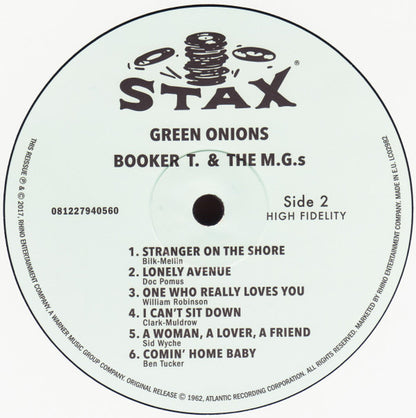 STAX®
GREEN ONIONS
BOOKER T. & THE M.G.s
081227940560
Side 2
HIGH FIDELITY
1. STRANGER ON THE SHORE
Bilk-Mellin
2. LONELY AVENUE
Doc Pomus
3. ONE WHO REALLY LOVES YOU
William Robinson
4. I CAN'T SIT DOWN
Clark-Muldrow
5. A WOMAN, A LOVER, A FRIEND
Sid Wyche
6. COMIN' HOME BABY
Ben Tucker
THIS REISSUE ℗ & © 2017, RHINO ENTERTAINMENT COMPANY, A WARNER MUSIC GROUP COMPANY. ORIGINAL RELEASE © 1962, ATLANTIC RECORDING CORPORATION. ALL RIGHTS RESERVED. MARKETED BY RHINO ENTERTAINMENT COMPANY. MADE IN E.U. LC02982